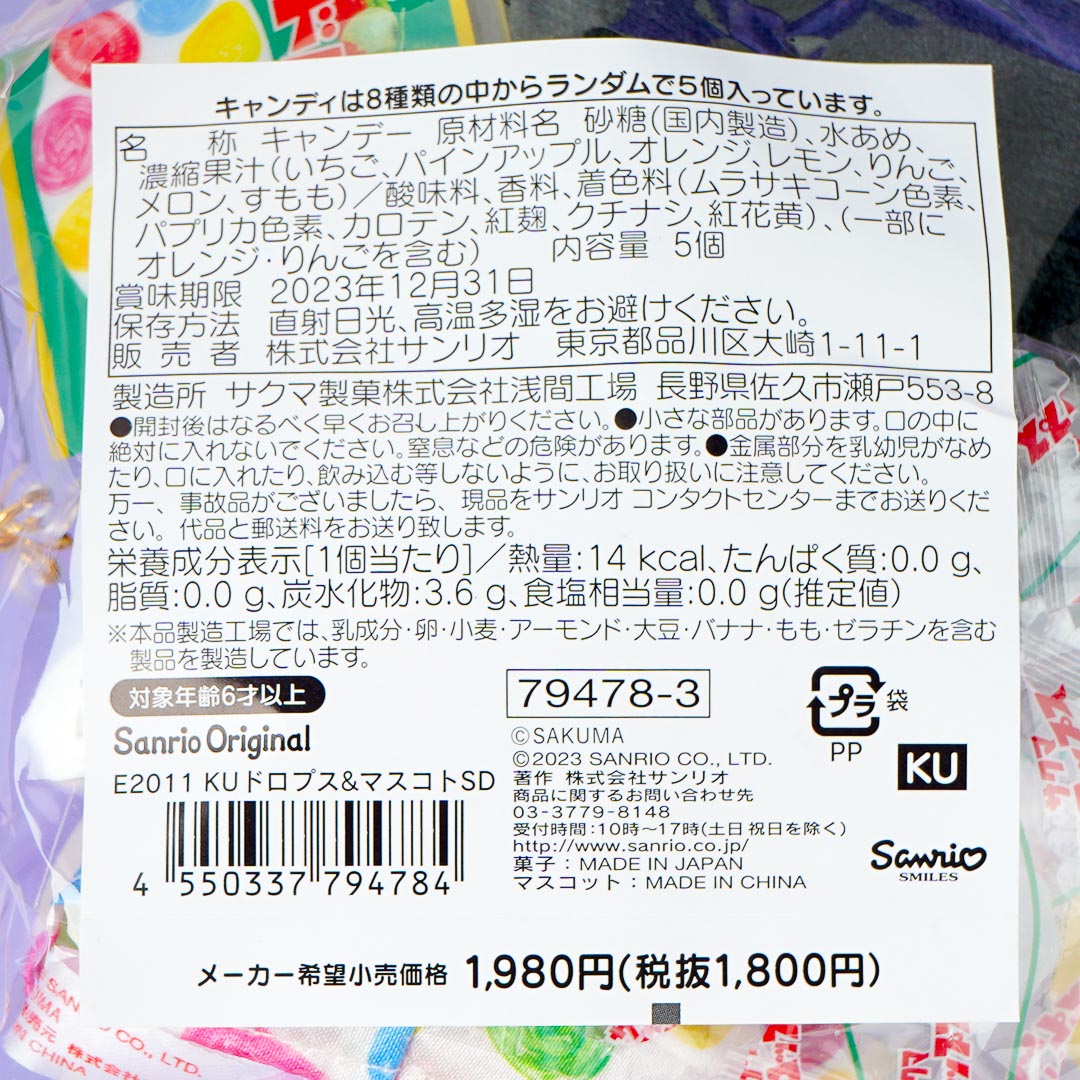 キャンディは8種類の中からランダムで5個入っています。
名 称 キャンデー 原材料名 砂糖(国内製造)、水あめ、
濃縮果汁(いちご、パインアップル、オレンジ、レモン、りんご、
メロン、すもも)／酸味料、香料、着色料(ムラサキコーン色素、
パプリカ色素、カロテン、紅麹、クチナシ、紅花黄)、(一部に
オレンジ・りんごを含む) 内容量 5個
賞味期限 2023年12月31日
保存方法 直射日光、高温多湿をお避けください。
販売者 株式会社サンリオ 東京都品川区大崎1-11-1
製造所 サクマ製菓株式会社浅間工場 長野県佐久市瀬戸553-8
●開封後はなるべく早くお召し上がりください。●小さな部品があります。口の中に
絶対に入れないでください。窒息などの危険があります。●金属部分を乳幼児がなめ
たり、口に入れたり、飲み込む等しないように、お取り扱いに注意してください。
万一、事故品がございましたら、現品をサンリオ コンタクトセンターまでお送りくだ
さい。代品と郵送料をお送り致します。
栄養成分表示[1個当たり]／熱量:14 kcal、たんぱく質:0.0 g、
脂質:0.0 g、炭水化物:3.6 g、食塩相当量:0.0 g(推定値)
※本品製造工場では、乳成分・卵・小麦・アーモンド・大豆・バナナ・もも・ゼラチンを含む
製品を製造しています。
対象年齢6才以上
Sanrio Original
E2011 KUドロプス&マスコトSD
4 550337 794784
79478-3
©SAKUMA
©2023 SANRIO CO., LTD.
著作 株式会社サンリオ
商品に関するお問い合わせ先
03-3779-8148
受付時間:10時～17時(土日祝日を除く)
http://www.sanrio.co.jp/
菓子：MADE IN JAPAN
マスコット：MADE IN CHINA
プラ 袋
PP
KU
Sanrio
SMILES
メーカー希望小売価格 1,980円(税抜1,800円)
CO., LTD.
株式会社
CHINA